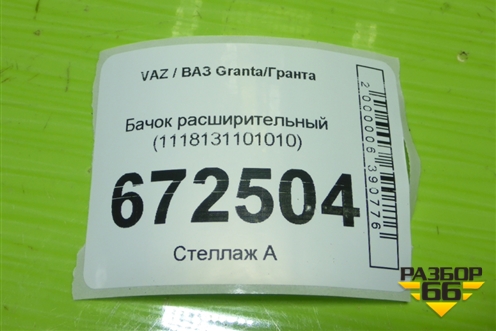 VAZ / ВАЗ Granta/Гранта
Бачок расширительный
(1118131101010)
672504
Стеллаж А
2000006390776
РАЗБОР
66